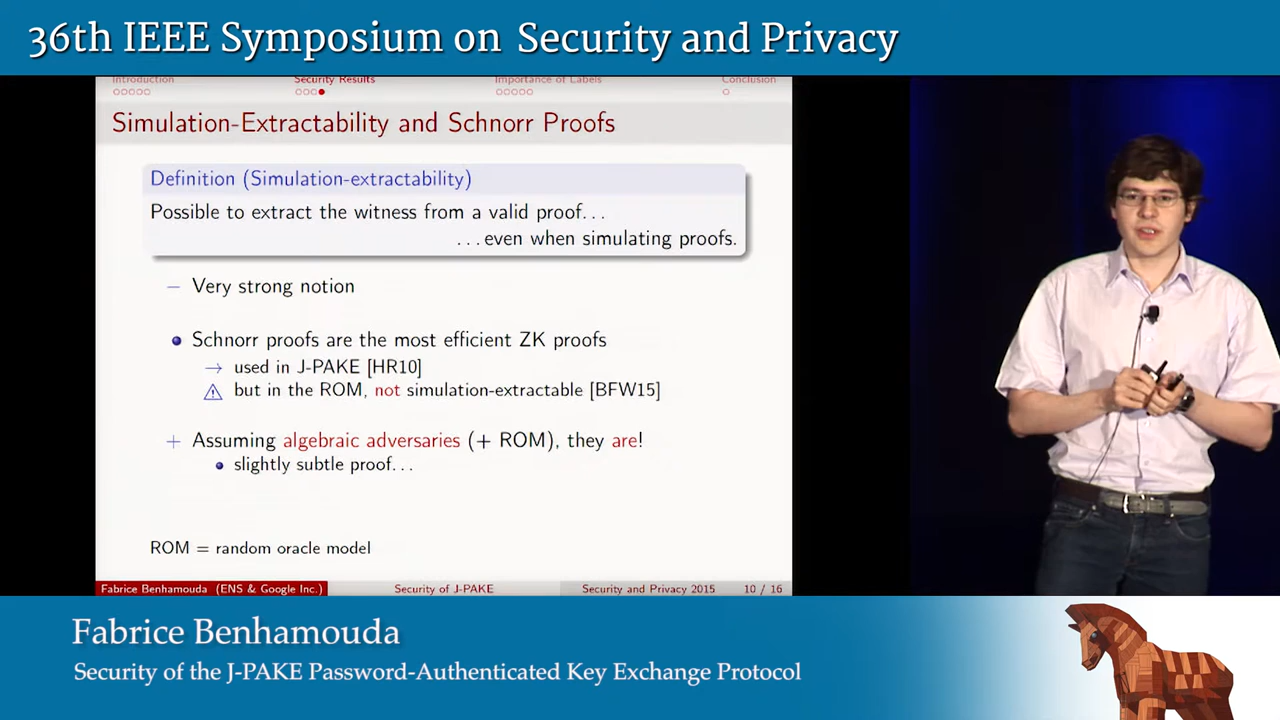 36th IEEE Symposium on Security and Privacy
Introduction Security Results Importance of Labels Conclusion
Simulation-Extractability and Schnorr Proofs
Definition (Simulation-extractability)
Possible to extract the witness from a valid proof...
...even when simulating proofs.
– Very strong notion
• Schnorr proofs are the most efficient ZK proofs
→ used in J-PAKE [HR10]
⚠ but in the ROM, not simulation-extractable [BFW15]
+ Assuming algebraic adversaries (+ ROM), they are!
• slightly subtle proof...
ROM = random oracle model
Fabrice Benhamouda (ENS & Google Inc.) Security of J-PAKE Security and Privacy 2015 10 / 16
Fabrice Benhamouda
Security of the J-PAKE Password-Authenticated Key Exchange Protocol